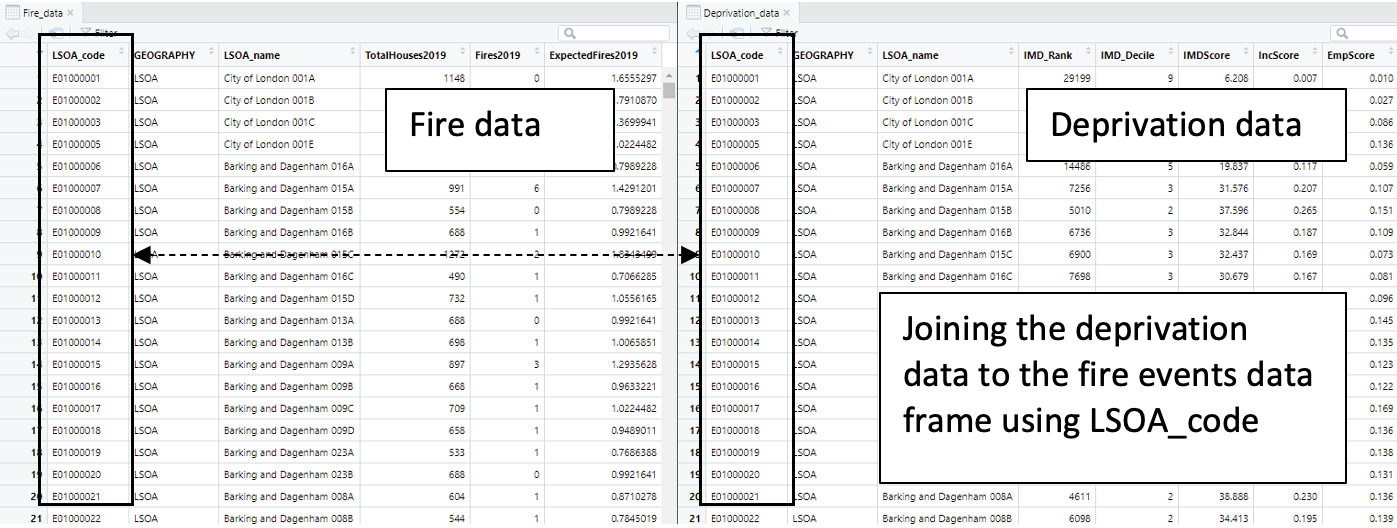 Fire_data
Filter
LSOA_code GEOGRAPHY LSOA_name TotalHouses2019 Fires2019 ExpectedFires2019
E01000001 LSOA City of London 001A 1148 0 1.6555297
2 E01000002 LSOA City of London 001B .7910870
E01000003 LSOA City of London 001C .3699941
E01000005 LSOA City of London 001E .0224482
E01000006 LSOA Barking and Dagenham 016A .7989228
6 E01000007 LSOA Barking and Dagenham 015A 991 6 1.4291201
E01000008 LSOA Barking and Dagenham 015B 554 0 0.7989228
8 E01000009 LSOA Barking and Dagenham 016B 688 1 0.9921641
9 E01000010 LSOA Barking and Dagenham 015C 1272 2 1.8343499
10 E01000011 LSOA Barking and Dagenham 016C 490 1 0.7066285
11 E01000012 LSOA Barking and Dagenham 015D 732 1 1.0556165
12 E01000013 LSOA Barking and Dagenham 013A 688 0 0.9921641
13 E01000014 LSOA Barking and Dagenham 013B 698 1 1.0065851
14 E01000015 LSOA Barking and Dagenham 009A 897 3 1.2935628
15 E01000016 LSOA Barking and Dagenham 009B 668 1 0.9633221
16 E01000017 LSOA Barking and Dagenham 009C 709 1 1.0224482
17 E01000018 LSOA Barking and Dagenham 009D 658 1 0.9489011
18 E01000019 LSOA Barking and Dagenham 023A 533 1 0.7686388
19 E01000020 LSOA Barking and Dagenham 023B 688 0 0.9921641
20 E01000021 LSOA Barking and Dagenham 008A 604 1 0.8710278
21 E01000022 LSOA Barking and Dagenham 008B 544 1 0.7845019
Fire data
Deprivation_data
Filter
LSOA_code GEOGRAPHY LSOA_name IMD_Rank IMD_Decile IMDScore IncScore EmpScore
1 E01000001 LSOA City of London 001A 29199 9 6.208 0.007 0.010
2 E01000002 LSOA City of London 001B 0.027
3 E01000003 LSOA City of London 001C 0.086
4 E01000005 LSOA City of London 001E 0.136
5 E01000006 LSOA Barking and Dagenham 016A 14486 5 19.837 0.117 0.059
6 E01000007 LSOA Barking and Dagenham 015A 7256 3 31.576 0.207 0.107
7 E01000008 LSOA Barking and Dagenham 015B 5010 2 37.596 0.265 0.151
8 E01000009 LSOA Barking and Dagenham 016B 6736 3 32.844 0.187 0.109
9 E01000010 LSOA Barking and Dagenham 015C 6900 3 32.437 0.169 0.073
10 E01000011 LSOA Barking and Dagenham 016C 7698 3 30.679 0.167 0.081
11 E01000012 LSOA 0.096
12 E01000013 LSOA 0.145
13 E01000014 LSOA 0.135
14 E01000015 LSOA 0.123
15 E01000016 LSOA 0.122
16 E01000017 LSOA 0.169
17 E01000018 LSOA 0.136
18 E01000019 LSOA 0.138
19 E01000020 LSOA 0.131
20 E01000021 LSOA Barking and Dagenham 008A 4611 2 38.888 0.230 0.136
21 E01000022 LSOA Barking and Dagenham 008B 6098 2 34.413 0.195 0.139
Deprivation data
Joining the deprivation
data to the fire events data
frame using LSOA_code